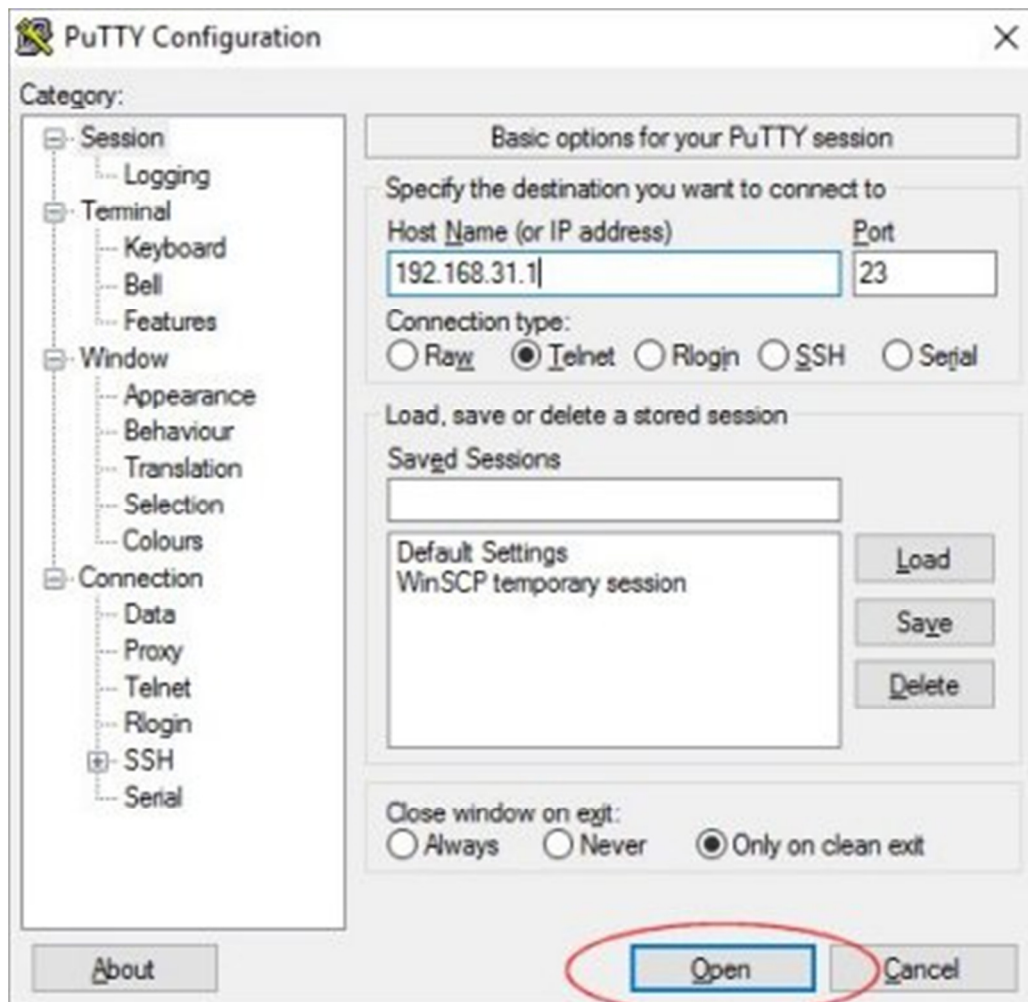 PuTTY Configuration
Category:
Session
Logging
Terminal
Keyboard
Bell
Features
Window
Appearance
Behaviour
Translation
Selection
Colours
Connection
Data
Proxy
Telnet
Rlogin
SSH
Serial
Basic options for your PuTTY session
Specify the destination you want to connect to
Host Name (or IP address) Port
192.168.31.1 23
Connection type:
Raw Telnet Rlogin SSH Serial
Load, save or delete a stored session
Saved Sessions
Default Settings
WinSCP temporary session
Load
Save
Delete
Close window on exit:
Always Never Only on clean exit
About Open Cancel